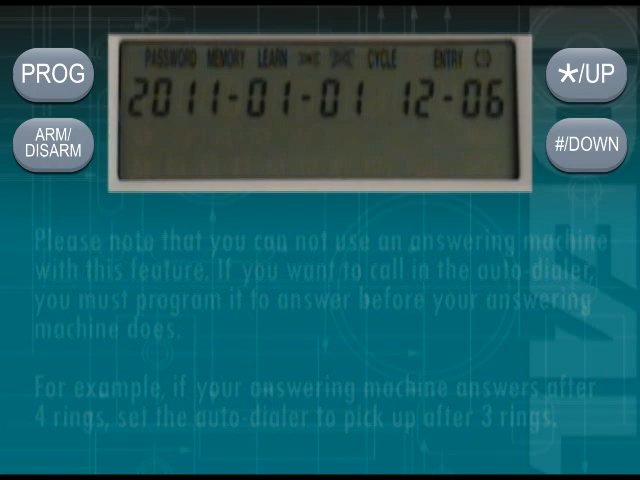 PROG
ARM/
DISARM
PASSWORD MEMORY LEARN CYCLE ENTRY
2011-01-01 12-06
*/UP
#/DOWN
Please note that you can not use an answering machine
with this feature. If you want to call in the auto-dialer,
you must program it to answer before your answering
machine does.
For example, if your answering machine answers after
4 rings, set the auto-dialer to pick up after 3 rings.